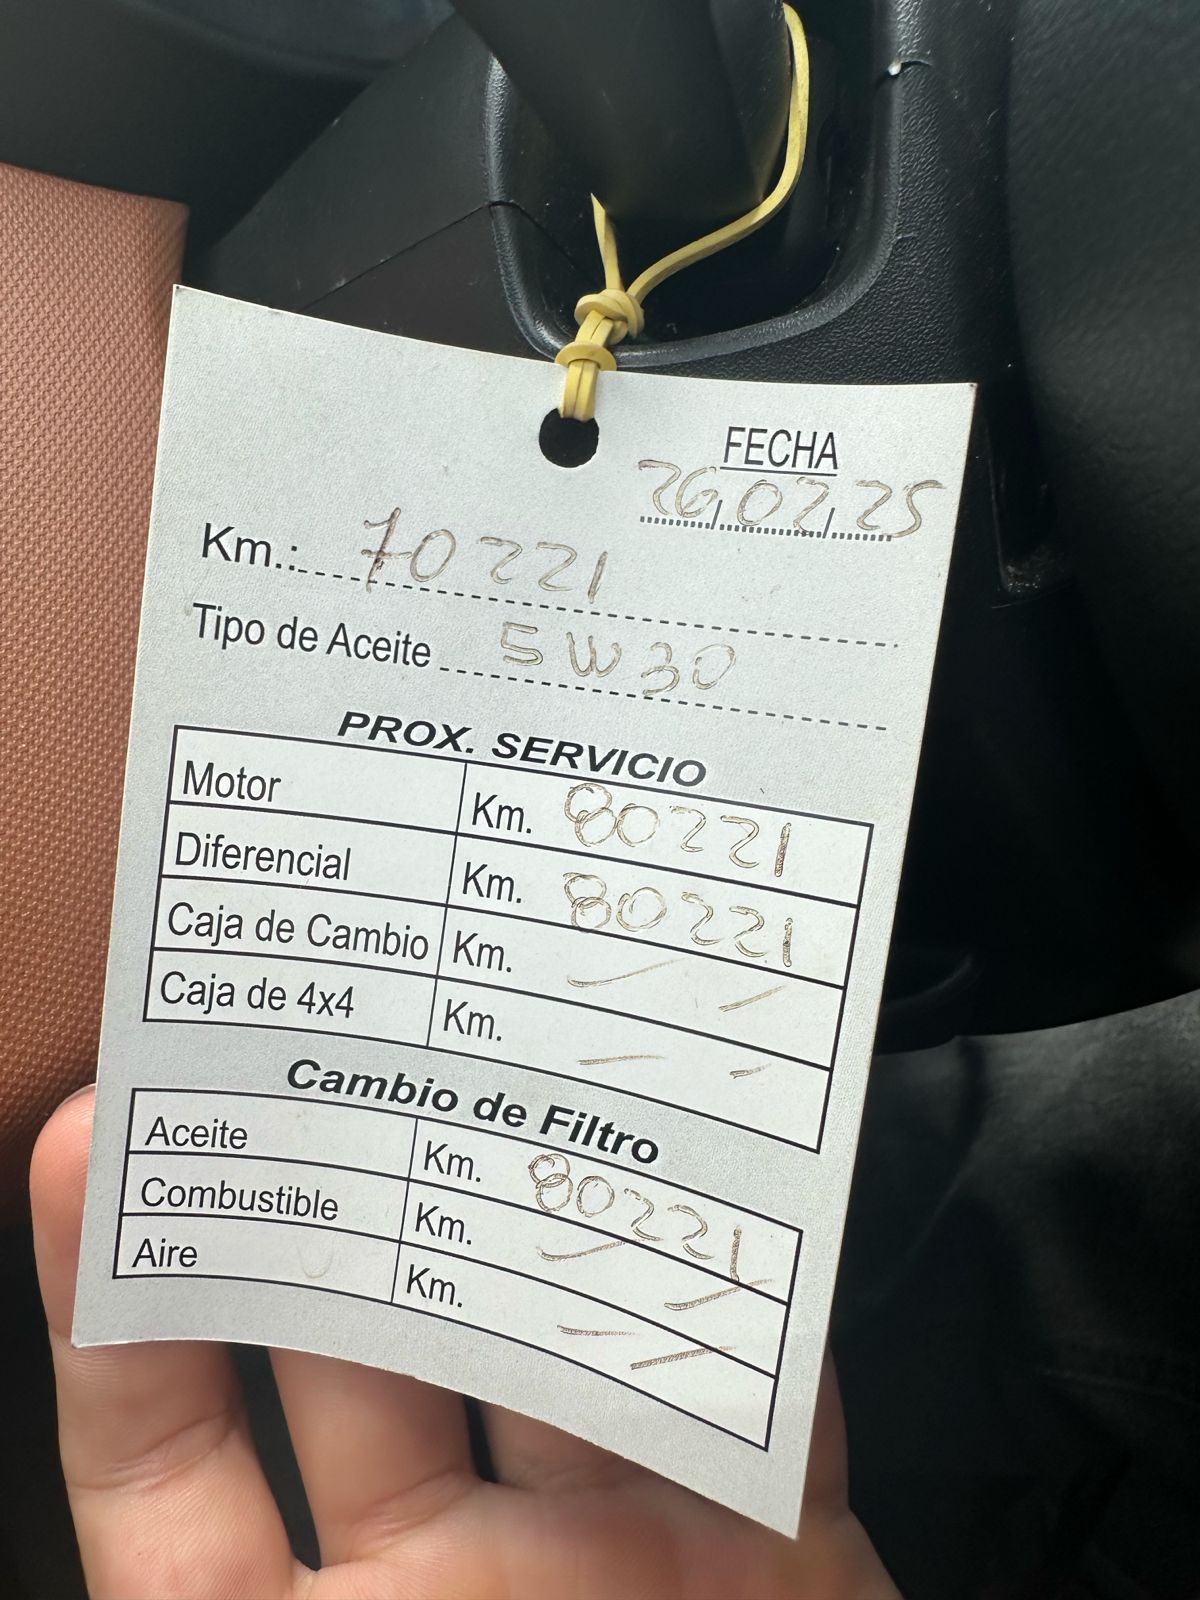 FECHA
26/02/25
Km.: 70221
Tipo de Aceite 5W30
PROX. SERVICIO
Motor Km. 80221
Diferencial Km. 80221
Caja de Cambio Km.
Caja de 4x4 Km.
Cambio de Filtro
Aceite Km. 80221
Combustible Km.
Aire Km.